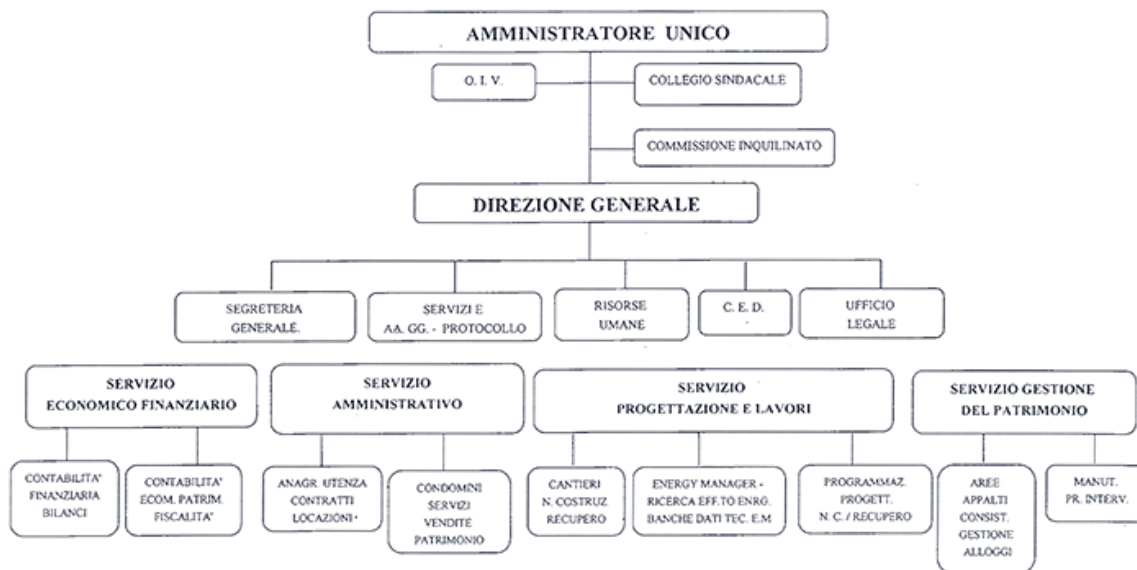 AMMINISTRATORE UNICO
O. I. V.
COLLEGIO SINDACALE
COMMISSIONE INQUILINATO
DIREZIONE GENERALE
SEGRETERIA
GENERALE.
SERVIZI E
AA. GG. - PROTOCOLLO
RISORSE
UMANE
C. E. D.
UFFICIO
LEGALE
SERVIZIO
ECONOMICO FINANZIARIO
SERVIZIO
AMMINISTRATIVO
SERVIZIO
PROGETTAZIONE E LAVORI
SERVIZIO GESTIONE
DEL PATRIMONIO
CONTABILITA'
FINANZIARIA
BILANCI
CONTABILITA'
ECOM. PATRIM.
FISCALITA'
ANAGR. UTENZA
CONTRATTI
LOCAZIONI
CONDOMINI
SERVIZI
VENDITE
PATRIMONIO
CANTIERI
N. COSTRUZ.
RECUPERO
ENERGY MANAGER -
RICERCA EFF.TO ENRG.
BANCHE DATI TEC. E.M
PROGRAMMAZ.
PROGETT.
N. C. / RECUPERO
AREE
APPALTI
CONSIST.
GESTIONE
ALLOGGI
MANUT.
PR. INTERV.